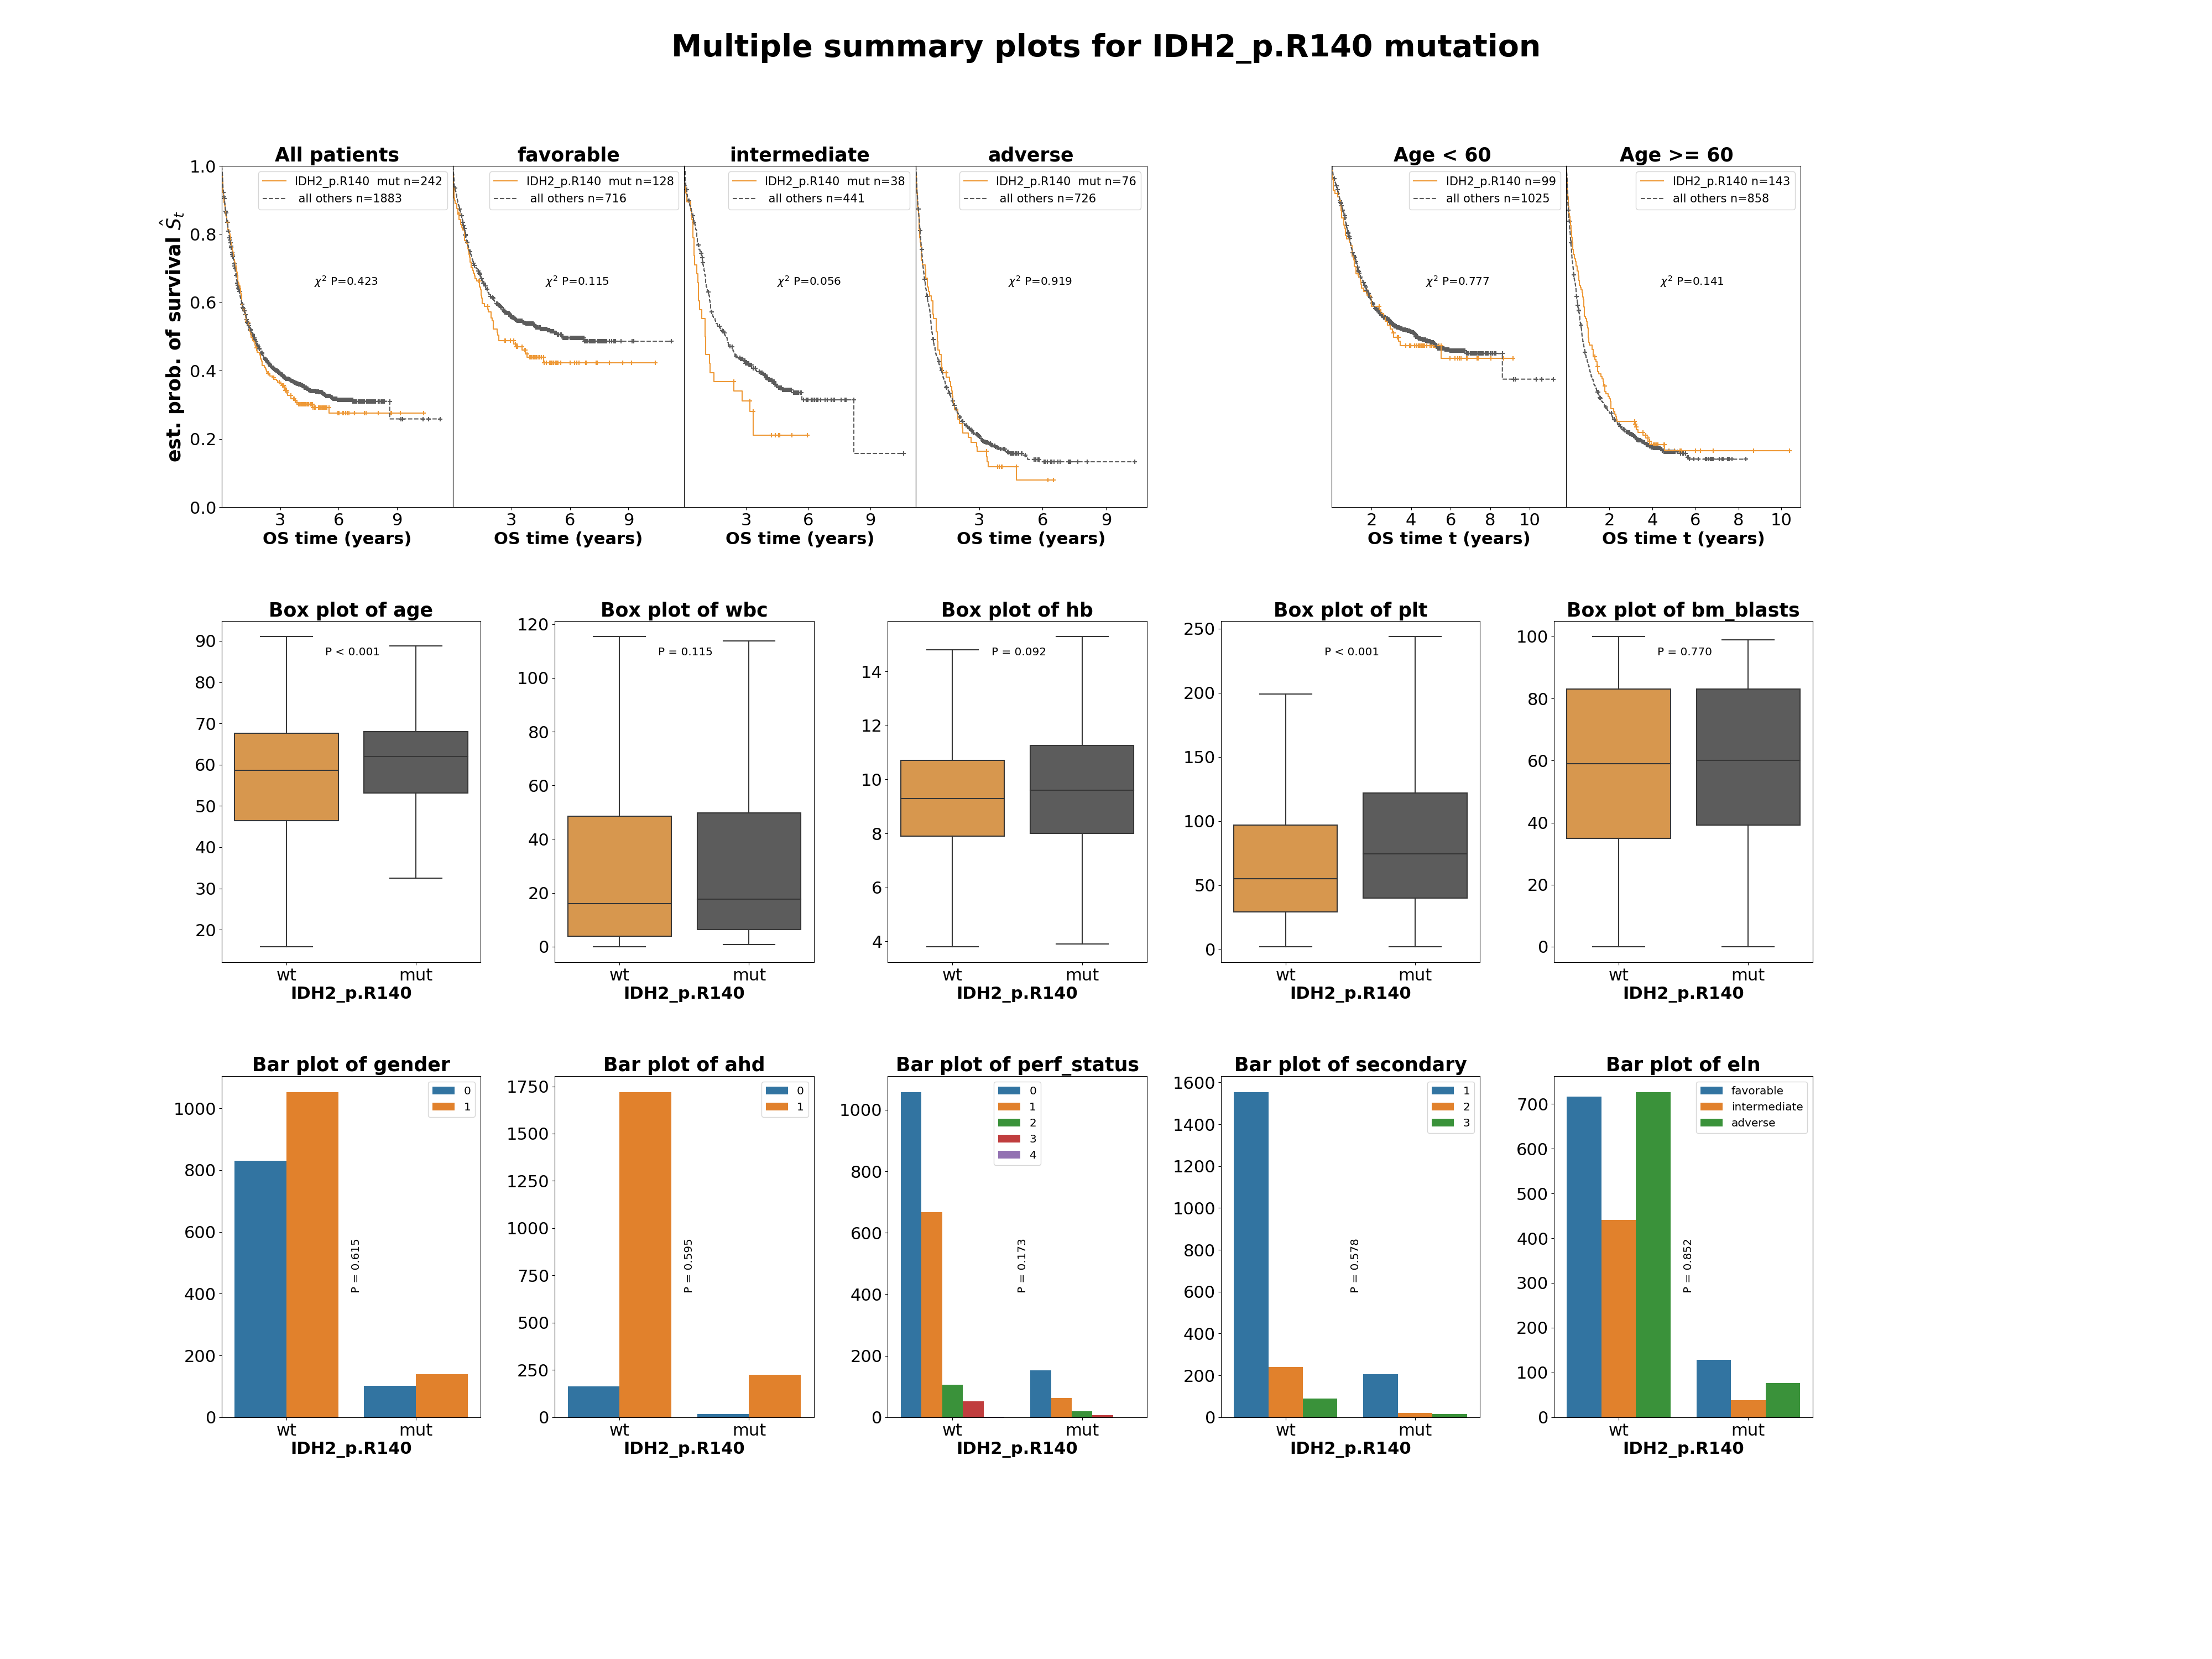 Multiple summary plots for IDH2_p.R140 mutation
All patients
favorable
intermediate
adverse
Age < 60
Age >= 60
est. prob. of survival Ŝt
1.0
0.8
0.6
0.4
0.2
0.0
IDH2_p.R140 mut n=242
all others n=1883
χ² P=0.423
3 6 9
OS time (years)
IDH2_p.R140 mut n=128
all others n=716
χ² P=0.115
3 6 9
OS time (years)
IDH2_p.R140 mut n=38
all others n=441
χ² P=0.056
3 6 9
OS time (years)
IDH2_p.R140 mut n=76
all others n=726
χ² P=0.919
3 6 9
OS time (years)
IDH2_p.R140 n=99
all others n=1025
χ² P=0.777
2 4 6 8 10
OS time t (years)
IDH2_p.R140 n=143
all others n=858
χ² P=0.141
2 4 6 8 10
OS time t (years)
Box plot of age
90
80
70
60
50
40
30
20
P < 0.001
wt mut
IDH2_p.R140
Box plot of wbc
120
100
80
60
40
20
0
P = 0.115
wt mut
IDH2_p.R140
Box plot of hb
14
12
10
8
6
4
P = 0.092
wt mut
IDH2_p.R140
Box plot of plt
250
200
150
100
50
0
P < 0.001
wt mut
IDH2_p.R140
Box plot of bm_blasts
100
80
60
40
20
0
P = 0.770
wt mut
IDH2_p.R140
Bar plot of gender
1000
800
600
400
200
0
0
1
P = 0.615
wt mut
IDH2_p.R140
Bar plot of ahd
1750
1500
1250
1000
750
500
250
0
0
1
P = 0.595
wt mut
IDH2_p.R140
Bar plot of perf_status
1000
800
600
400
200
0
0
1
2
3
4
P = 0.173
wt mut
IDH2_p.R140
Bar plot of secondary
1600
1400
1200
1000
800
600
400
200
0
1
2
3
P = 0.578
wt mut
IDH2_p.R140
Bar plot of eln
700
600
500
400
300
200
100
0
favorable
intermediate
adverse
P = 0.852
wt mut
IDH2_p.R140